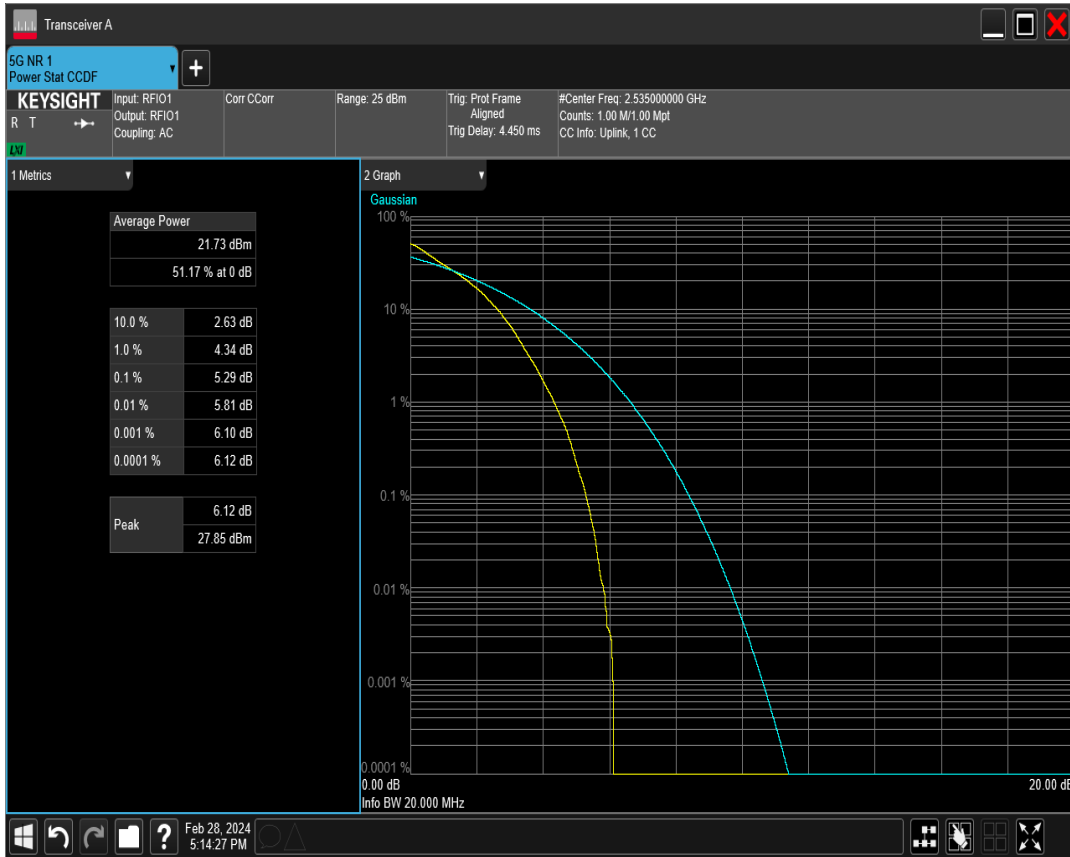 Transceiver A
5G NR 1
Power Stat CCDF
KEYSIGHT
R T
LXI
Input: RFIO1
Output: RFIO1
Coupling: AC
Corr CCorr
Range: 25 dBm
Trig: Prot Frame
Aligned
Trig Delay: 4.450 ms
#Center Freq: 2.535000000 GHz
Counts: 1.00 M/1.00 Mpt
CC Info: Uplink, 1 CC
1 Metrics
Average Power
21.73 dBm
51.17 % at 0 dB
10.0 % 2.63 dB
1.0 % 4.34 dB
0.1 % 5.29 dB
0.01 % 5.81 dB
0.001 % 6.10 dB
0.0001 % 6.12 dB
Peak
6.12 dB
27.85 dBm
2 Graph
Gaussian
100 %
10 %
1 %
0.1 %
0.01 %
0.001 %
0.0001 %
0.00 dB 20.00 dB
Info BW 20.000 MHz
Feb 28, 2024
5:14:27 PM